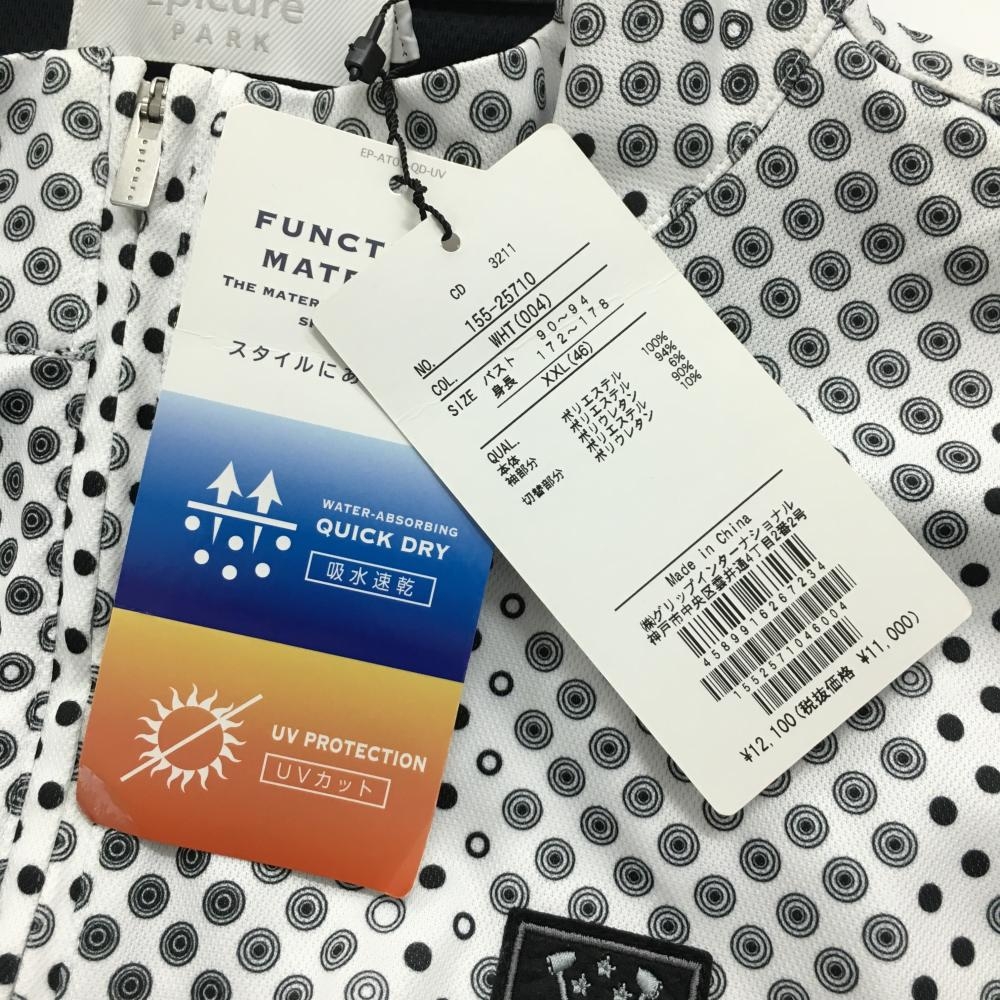 Epicure
PARK
epicure
FUNCT
MATE
THE MATER
スタイルにあ
WATER-ABSORBING
QUICK DRY
吸水速乾
UV PROTECTION
UVカット
CD 3211
NO. 155-25710
COL. WHT(004)
SIZE バスト 90〜94
身長 172〜178
XXL(46)
QUAL.
本体 ポリエステル 100%
袖部分 ポリエステル 94%
ポリウレタン 6%
切替部分 ポリエステル 90%
ポリウレタン 10%
Made in China
㈱グリップインターナショナル
神戸市中央区雲井通4丁目2番2号
4589916267254
1552571046004
¥12,100(税抜価格 ¥11,000)